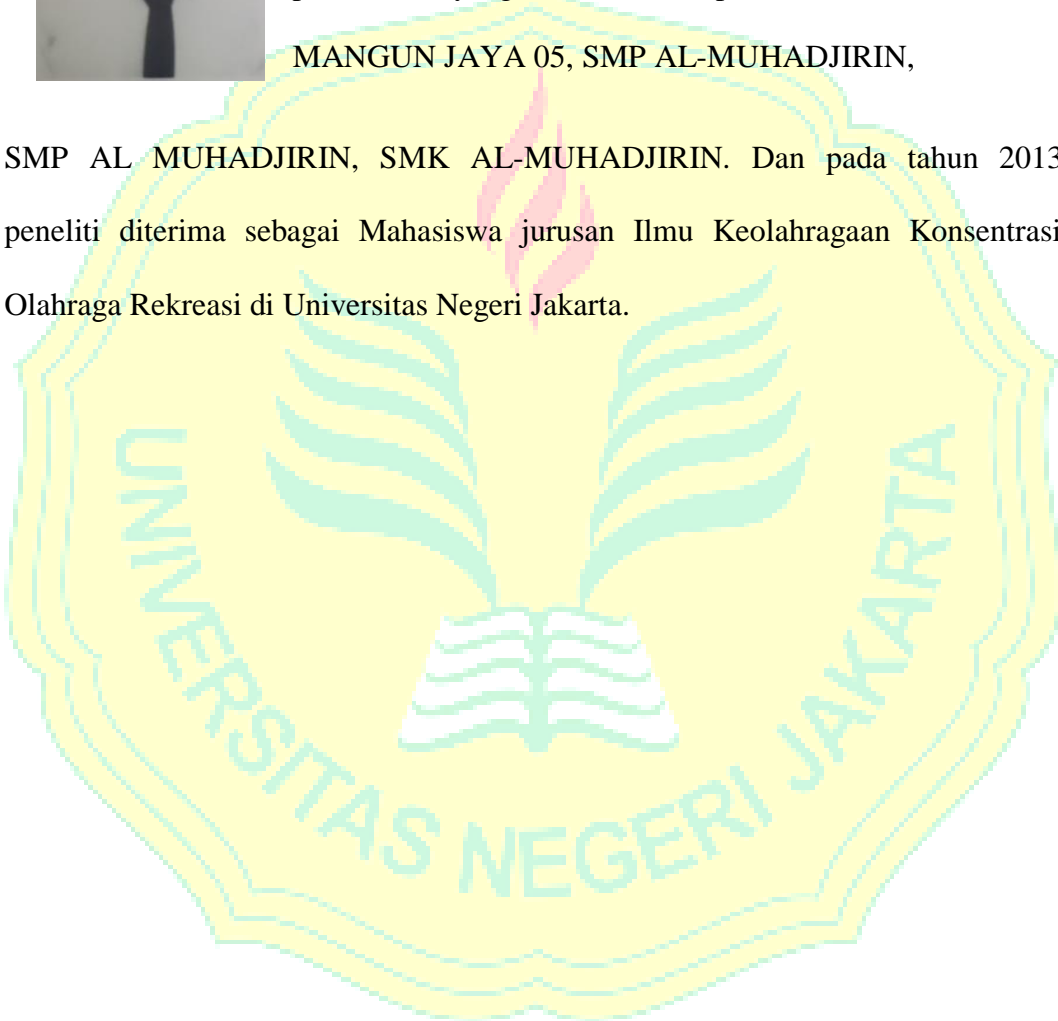 MANGUN JAYA 05, SMP AL-MUHADJIRIN,
SMP AL MUHADJIRIN, SMK AL-MUHADJIRIN. Dan pada tahun 2013
peneliti diterima sebagai Mahasiswa jurusan Ilmu Keolahragaan Konsentrasi
Olahraga Rekreasi di Universitas Negeri Jakarta.
UNIVERSITAS NEGERI JAKARTA